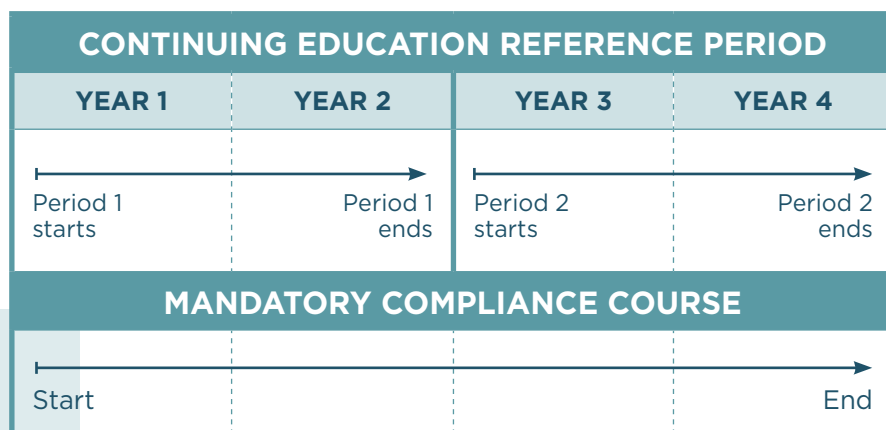 CONTINUING EDUCATION REFERENCE PERIOD
YEAR 1 YEAR 2 YEAR 3 YEAR 4
Period 1
starts
Period 1
ends
Period 2
starts
Period 2
ends
MANDATORY COMPLIANCE COURSE
Start End